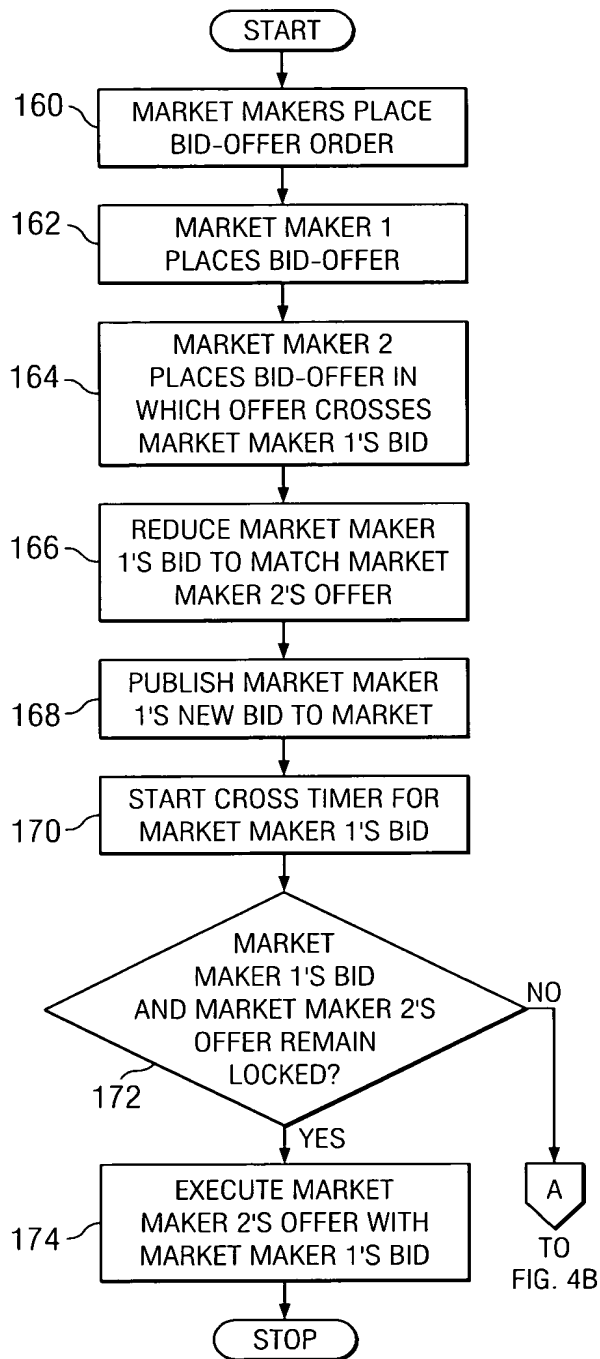 START
160
MARKET MAKERS PLACE
BID-OFFER ORDER
162
MARKET MAKER 1
PLACES BID-OFFER
164
MARKET MAKER 2
PLACES BID-OFFER IN
WHICH OFFER CROSSES
MARKET MAKER 1'S BID
166
REDUCE MARKET MAKER
1'S BID TO MATCH MARKET
MAKER 2'S OFFER
168
PUBLISH MARKET MAKER
1'S NEW BID TO MARKET
170
START CROSS TIMER FOR
MARKET MAKER 1'S BID
MARKET
MAKER 1'S BID
AND MARKET MAKER 2'S
OFFER REMAIN
LOCKED?
172
NO
YES
A
TO
FIG. 4B
174
EXECUTE MARKET
MAKER 2'S OFFER WITH
MARKET MAKER 1'S BID
STOP